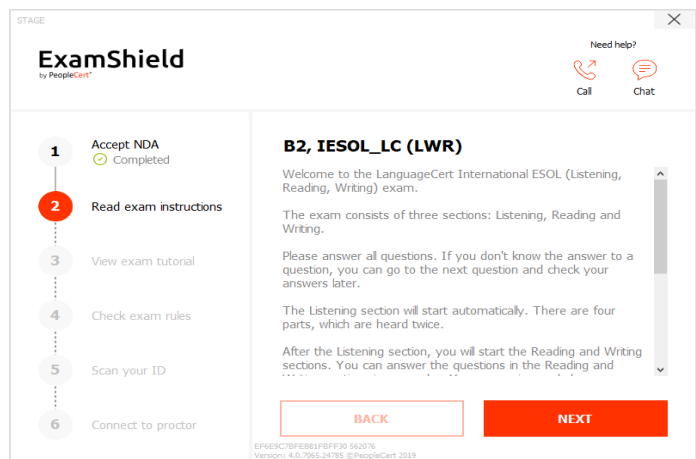 STAGE
ExamShield
by PeopleCert
Need help?
Call
Chat
1
Accept NDA
Completed
2
Read exam instructions
3
View exam tutorial
4
Check exam rules
5
Scan your ID
6
Connect to proctor
B2, IESOL_LC (LWR)
Welcome to the LanguageCert International ESOL (Listening,
Reading, Writing) exam.
The exam consists of three sections: Listening, Reading and
Writing.
Please answer all questions. If you don't know the answer to a
question, you can go to the next question and check your
answers later.
The Listening section will start automatically. There are four
parts, which are heard twice.
After the Listening section, you will start the Reading and Writing
sections. You can answer the questions in the Reading and
BACK
NEXT
EF6E9C7BFEBB1FBFF30 562076
Version: 4.0.7965.24785 ©PeopleCert 2019